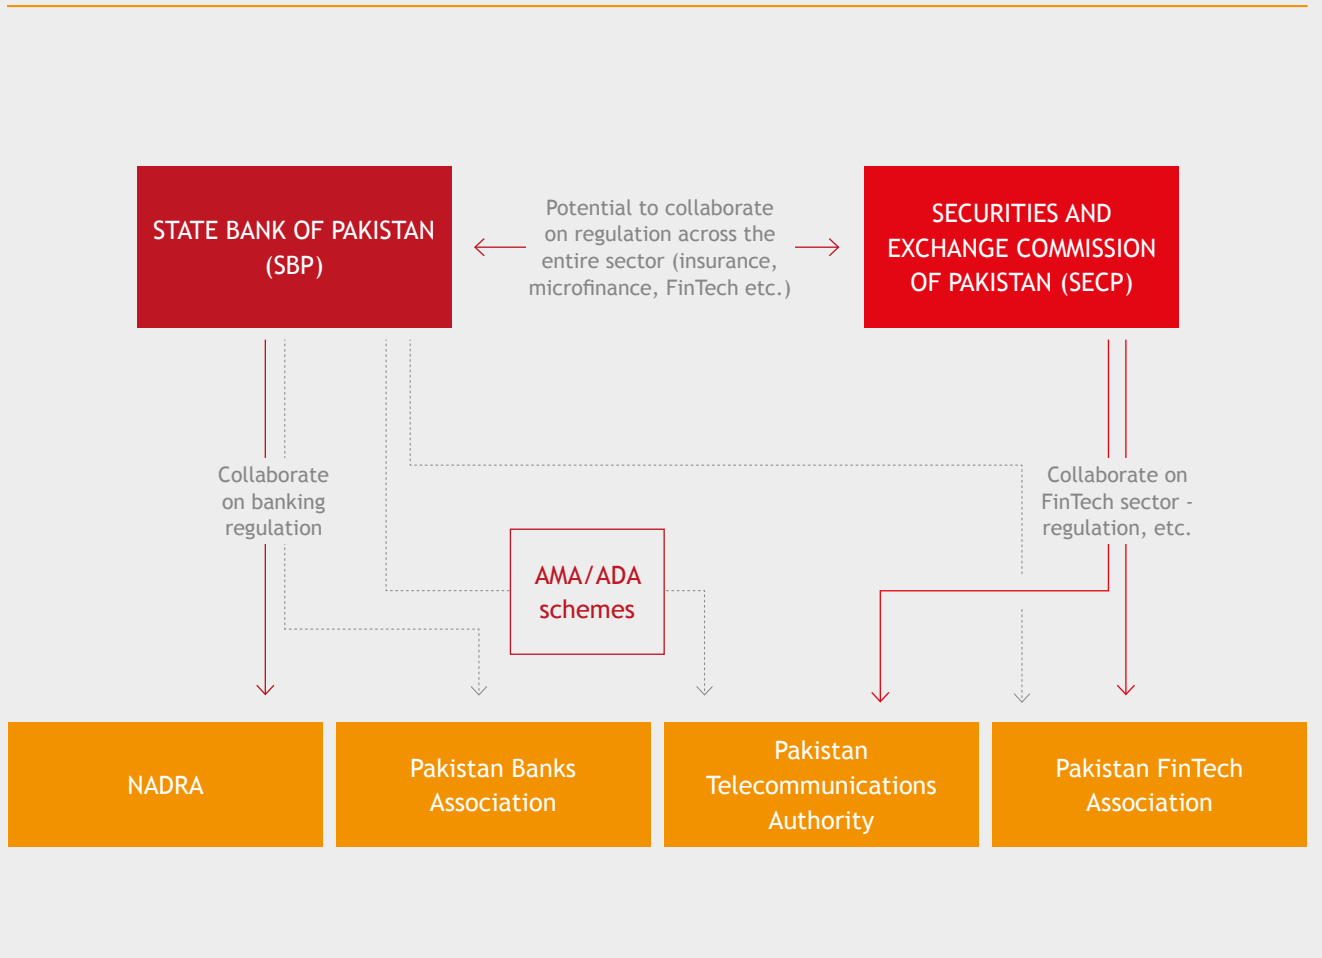 STATE BANK OF PAKISTAN
(SBP)
Potential to collaborate
on regulation across the
entire sector (insurance,
microfinance, FinTech etc.)
SECURITIES AND
EXCHANGE COMMISSION
OF PAKISTAN (SECP)
Collaborate
on banking
regulation
Collaborate on
FinTech sector -
regulation, etc.
AMA/ADA
schemes
NADRA
Pakistan Banks
Association
Pakistan
Telecommunications
Authority
Pakistan FinTech
Association